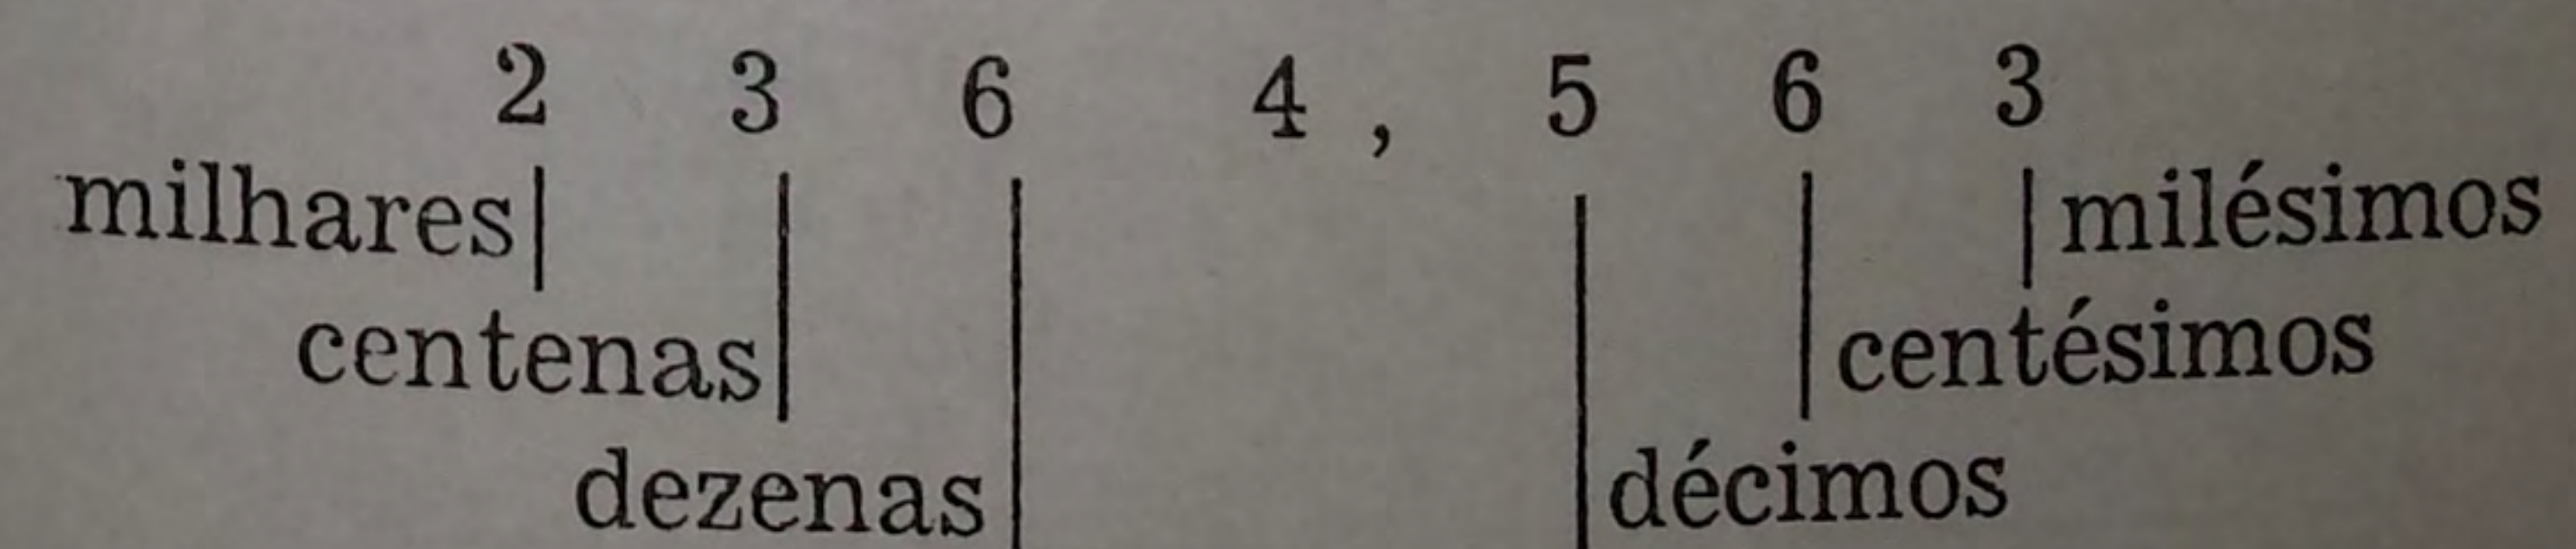 2 3 6 4 , 5 6 3
milhares milésimos
centenas centésimos
dezenas décimos